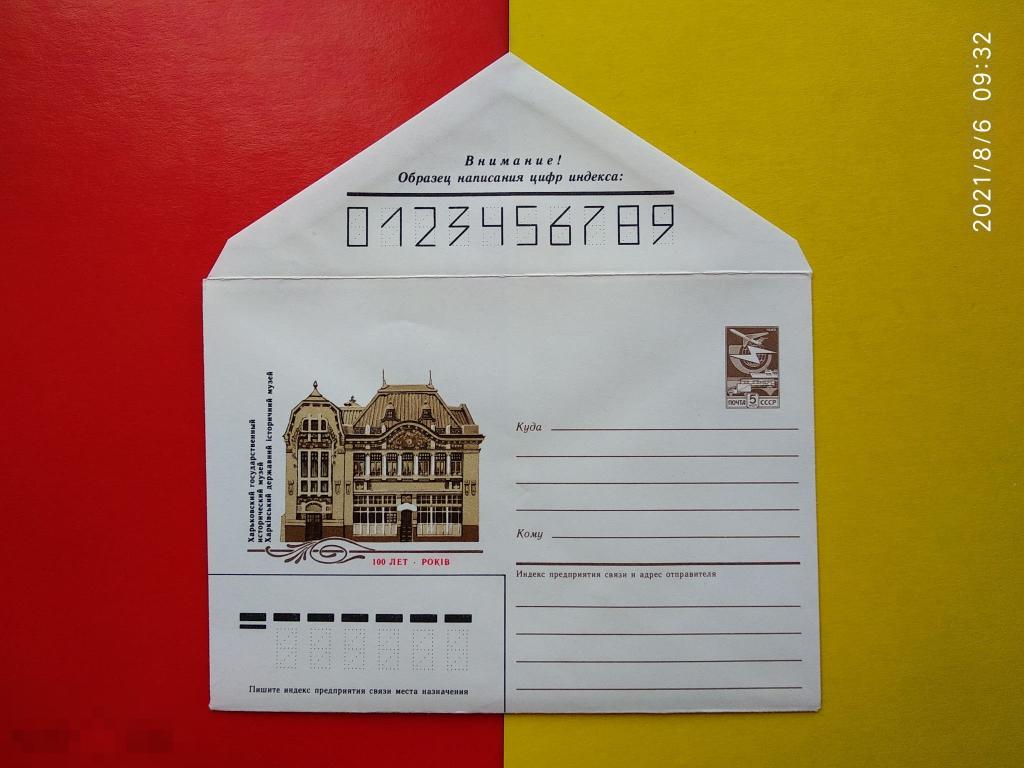 2021/8/6 09:32
Внимание!
Образец написания цифр индекса:
0123456789
ПОЧТА 5 СССР
Харьковский государственный
исторический музей
Харківський державний історичний музей
100 ЛЕТ · РОКІВ
Куда
Кому
Индекс предприятия связи и адрес отправителя
Пишите индекс предприятия связи места назначения